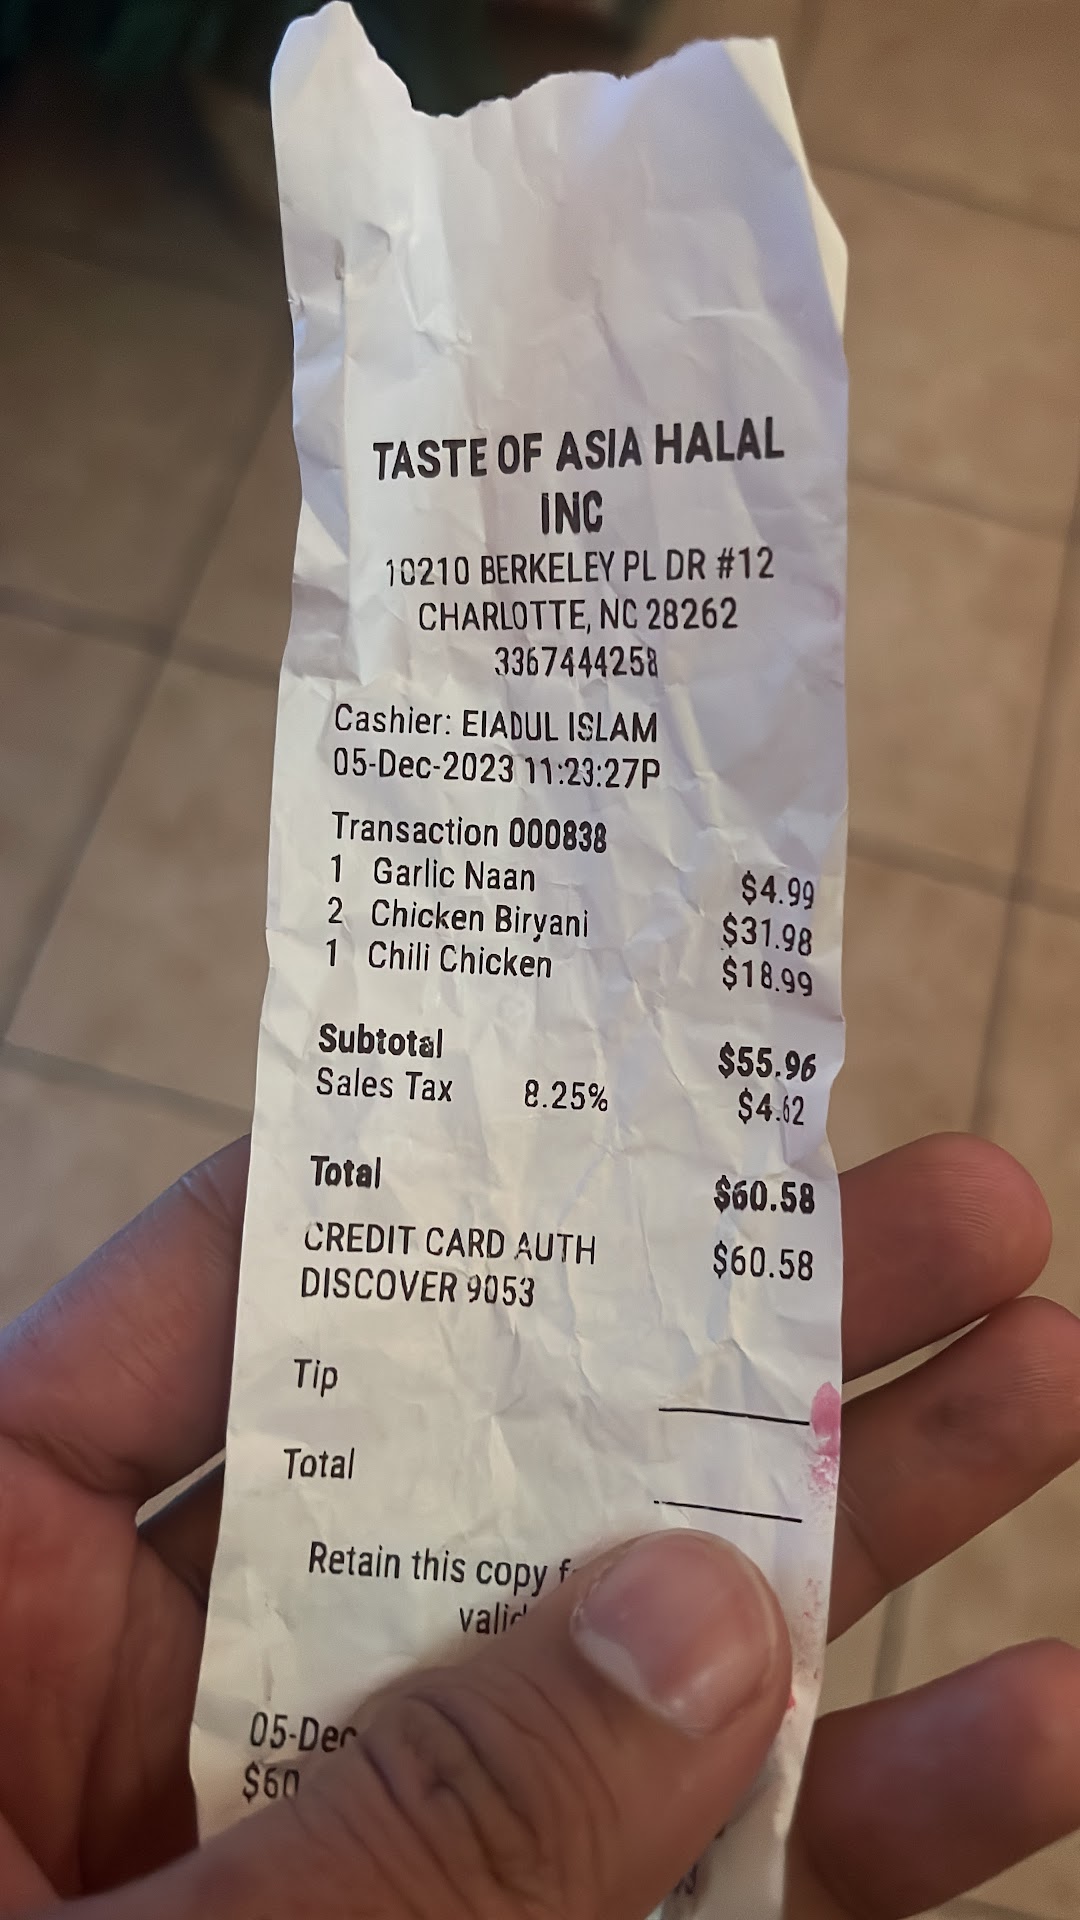 TASTE OF ASIA HALAL
INC
10210 BERKELEY PL DR #12
CHARLOTTE, NC 28262
3367444258
Cashier: EIADUL ISLAM
05-Dec-2023 11:23:27P
Transaction 000838
1 Garlic Naan $4.99
2 Chicken Biryani $31.98
1 Chili Chicken $18.99
Subtotal $55.96
Sales Tax 8.25% $4.62
Total $60.58
CREDIT CARD AUTH $60.58
DISCOVER 9053
Tip
Total
Retain this copy
05-Dec
$60